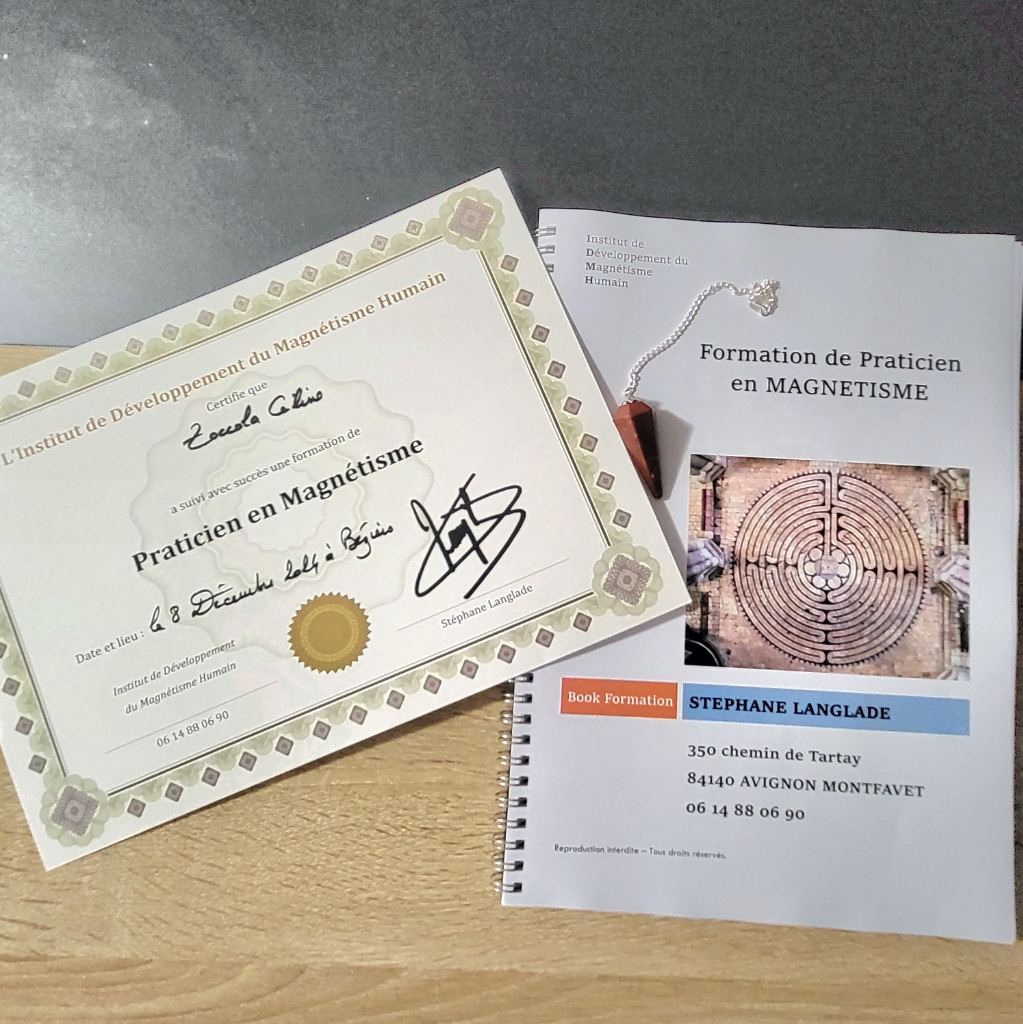 L'Institut de Développement du Magnétisme Humain
Certifie que
Zoccola Céline
a suivi avec succès une formation de
Praticien en Magnétisme
Date et lieu : le 8 Décembre 2024 à Béziers
Institut de Développement
du Magnétisme Humain
Stéphane Langlade
06 14 88 06 90
Institut de
Développement du
Magnétisme
Humain
Formation de Praticien
en MAGNETISME
Book Formation
STEPHANE LANGLADE
350 chemin de Tartay
84140 AVIGNON MONTFAVET
06 14 88 06 90
Reproduction interdite – Tous droits réservés.